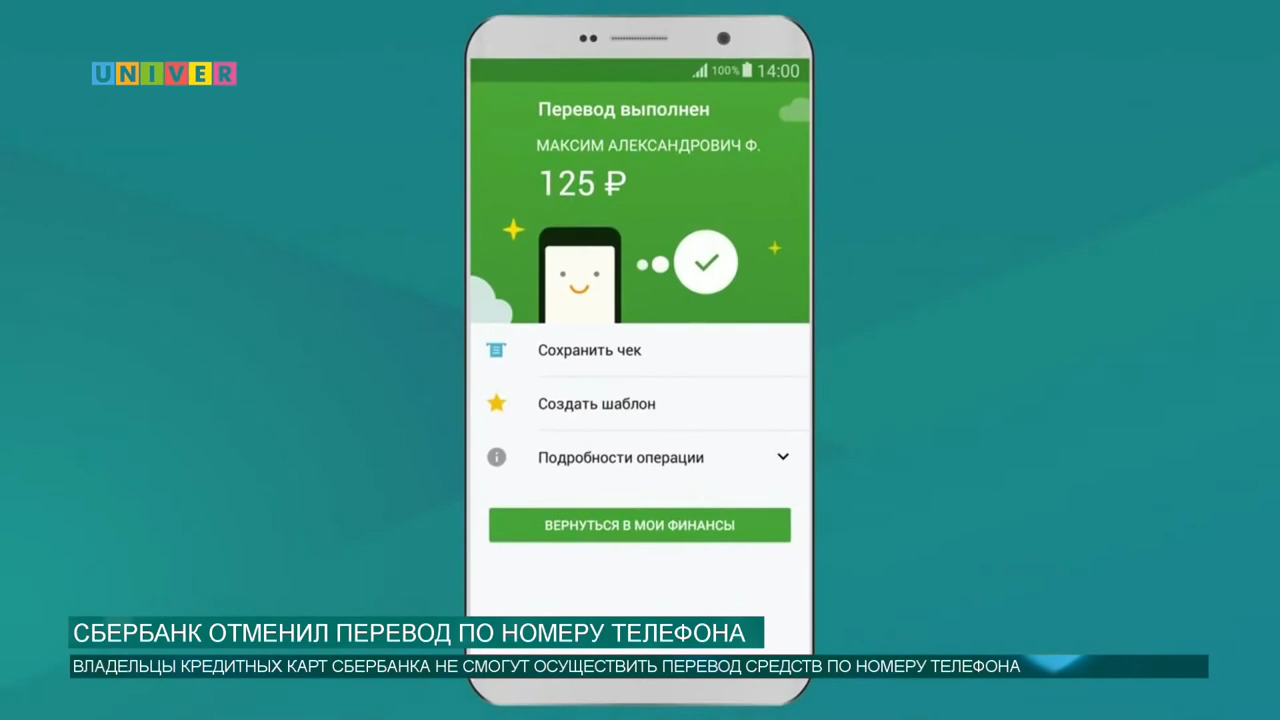 UNIVER
100% 14:00
Перевод выполнен
МАКСИМ АЛЕКСАНДРОВИЧ Ф.
125 ₽
Сохранить чек
Создать шаблон
Подробности операции
ВЕРНУТЬСЯ В МОИ ФИНАНСЫ
СБЕРБАНК ОТМЕНИЛ ПЕРЕВОД ПО НОМЕРУ ТЕЛЕФОНА
ВЛАДЕЛЬЦЫ КРЕДИТНЫХ КАРТ СБЕРБАНКА НЕ СМОГУТ ОСУЩЕСТВИТЬ ПЕРЕВОД СРЕДСТВ ПО НОМЕРУ ТЕЛЕФОНА